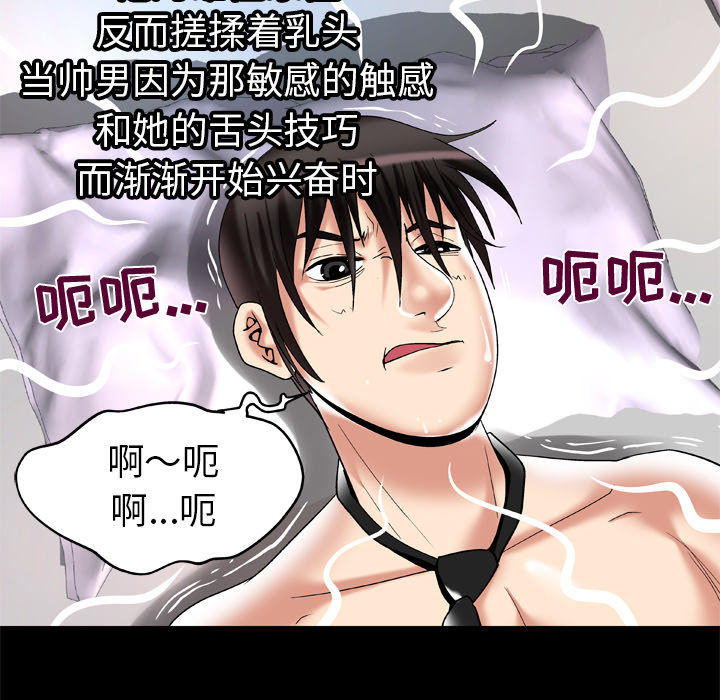 反而搓揉着乳头
当帅男因为那敏感的触感
和她的舌头技巧
而渐渐开始兴奋时
呃呃...
呃呃...
啊～呃
啊...呃